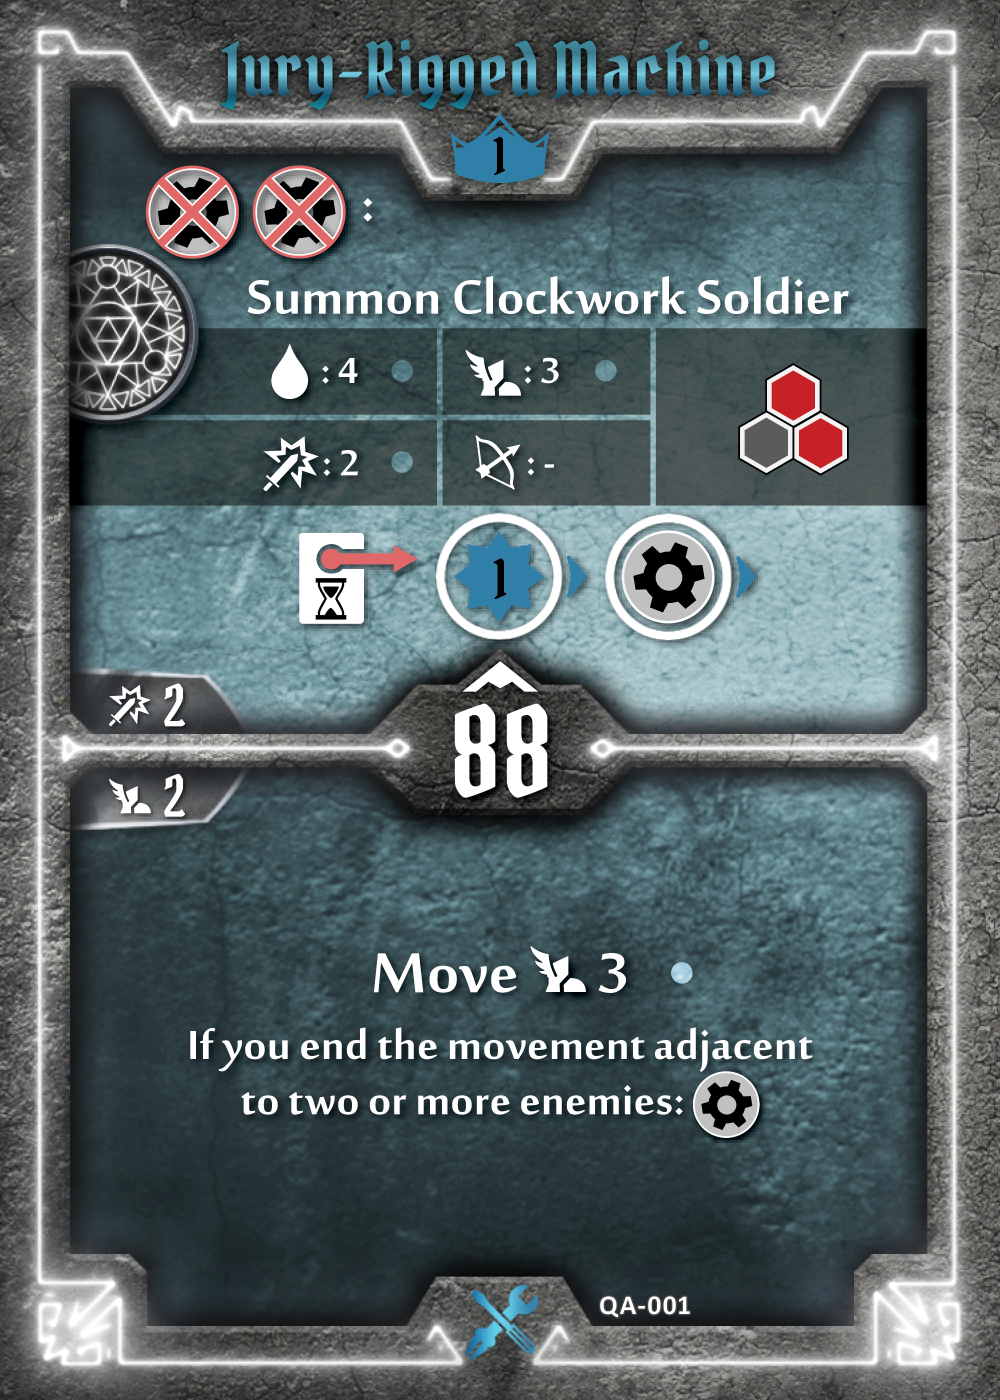 Jury-Rigged Machine
1
:
Summon Clockwork Soldier
: 4
: 3
: 2
: -
1
2
88
2
Move 3
If you end the movement adjacent
to two or more enemies:
QA-001